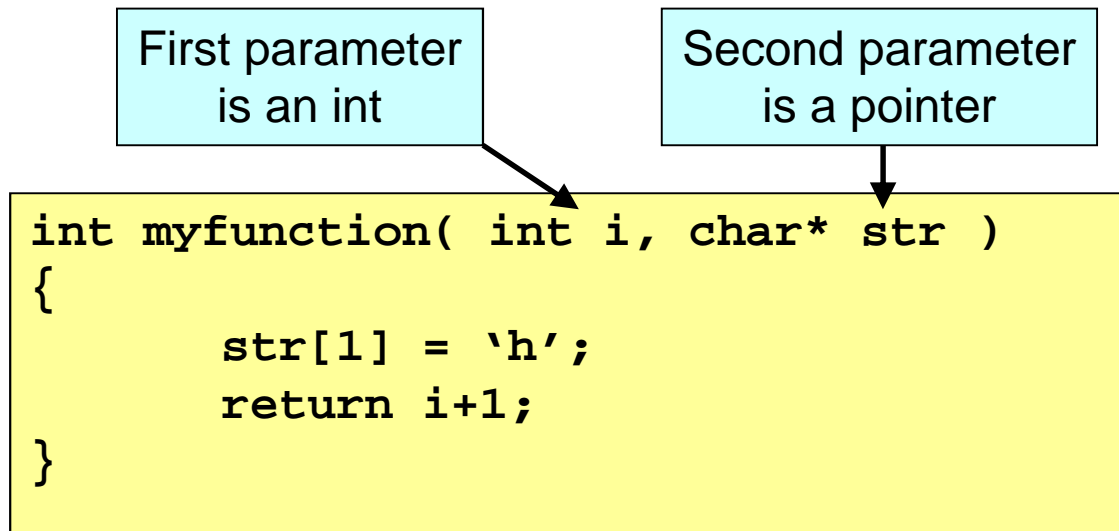 First parameter
is an int
Second parameter
is a pointer
int myfunction( int i, char* str )
{
str[1] = ‘h’;
return i+1;
}